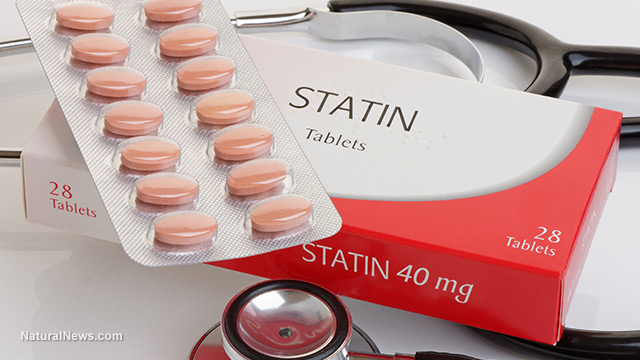 STATIN
Tablets
28
Tablets
28
Tablets
STATIN 40 mg
NaturalNews.com